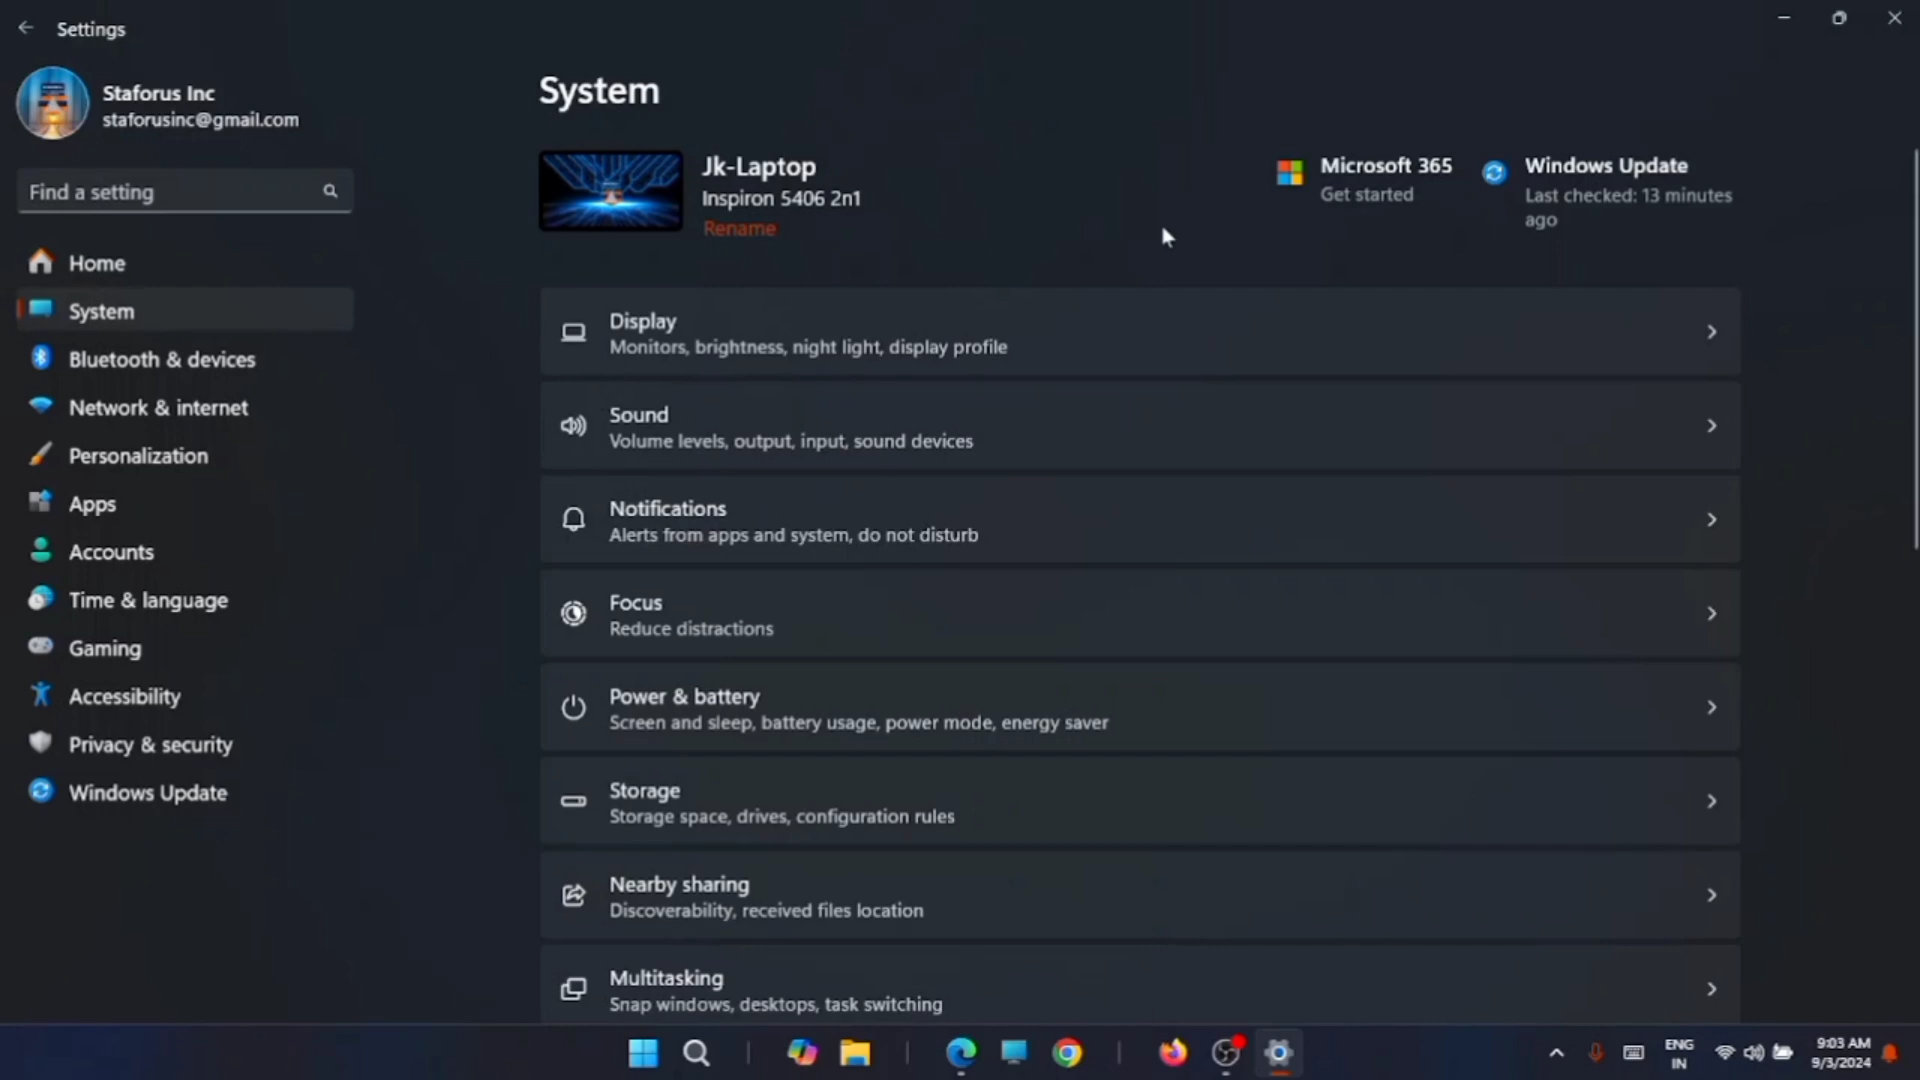 Settings
Staforus Inc
staforusinc@gmail.com
Find a setting
Home
System
Bluetooth & devices
Network & internet
Personalization
Apps
Accounts
Time & language
Gaming
Accessibility
Privacy & security
Windows Update
System
Jk-Laptop
Inspiron 5406 2n1
Rename
Microsoft 365
Get started
Windows Update
Last checked: 13 minutes
ago
Display
Monitors, brightness, night light, display profile
Sound
Volume levels, output, input, sound devices
Notifications
Alerts from apps and system, do not disturb
Focus
Reduce distractions
Power & battery
Screen and sleep, battery usage, power mode, energy saver
Storage
Storage space, drives, configuration rules
Nearby sharing
Discoverability, received files location
Multitasking
Snap windows, desktops, task switching
ENG
IN
9:03 AM
9/3/2024